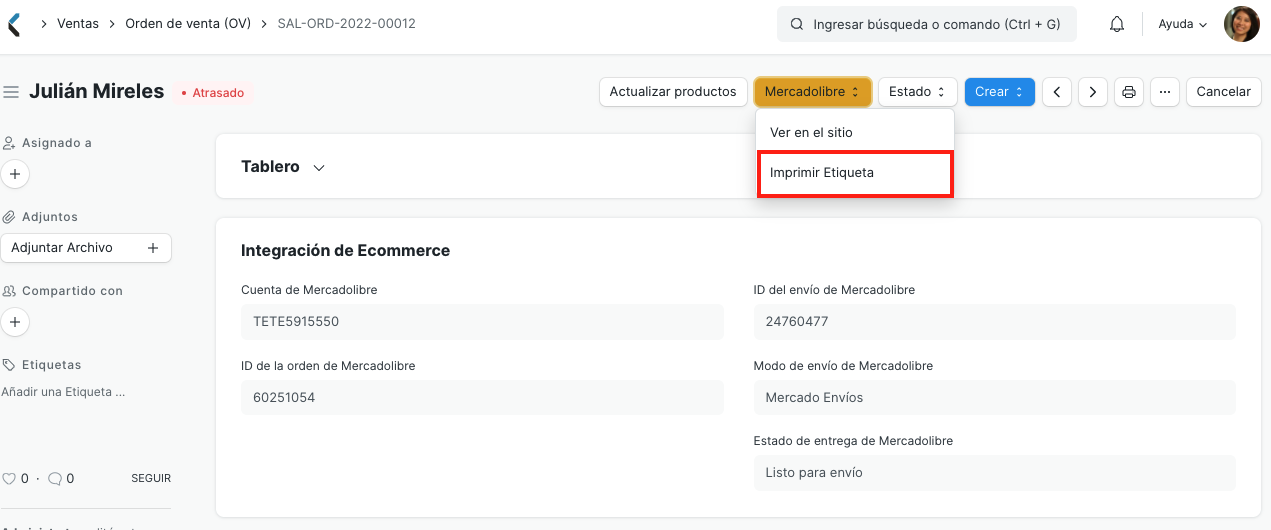 Ventas
Orden de venta (OV)
SAL-ORD-2022-00012
Ingresar búsqueda o comando (Ctrl + G)
Ayuda
Julián Mireles
Atrasado
Actualizar productos
Mercadolibre
Estado
Crear
Cancelar
Ver en el sitio
Imprimir Etiqueta
Asignado a
Adjuntos
Adjuntar Archivo
Compartido con
Etiquetas
Añadir una Etiqueta ...
0 · 0
SEGUIR
Tablero
Integración de Ecommerce
Cuenta de Mercadolibre
TETE5915550
ID de la orden de Mercadolibre
60251054
ID del envío de Mercadolibre
24760477
Modo de envío de Mercadolibre
Mercado Envíos
Estado de entrega de Mercadolibre
Listo para envío